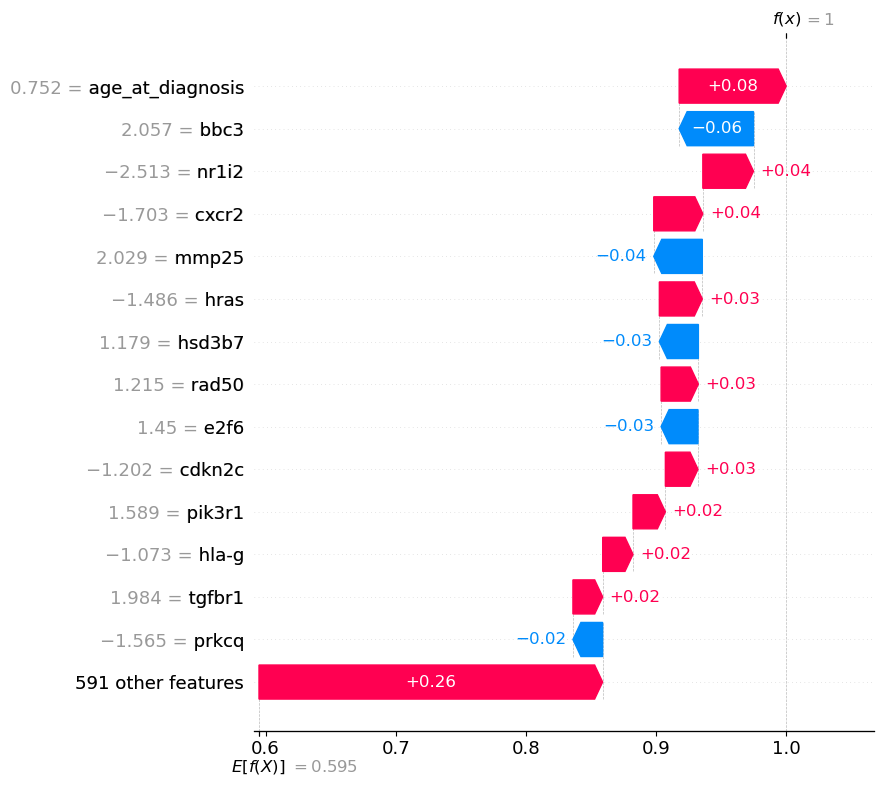 f(x) = 1
0.752 = age_at_diagnosis +0.08
2.057 = bbc3 −0.06
−2.513 = nr1i2 +0.04
−1.703 = cxcr2 +0.04
2.029 = mmp25 −0.04
−1.486 = hras +0.03
1.179 = hsd3b7 −0.03
1.215 = rad50 +0.03
1.45 = e2f6 −0.03
−1.202 = cdkn2c +0.03
1.589 = pik3r1 +0.02
−1.073 = hla-g +0.02
1.984 = tgfbr1 +0.02
−1.565 = prkcq −0.02
591 other features +0.26
0.6 0.7 0.8 0.9 1.0
E[f(X)] = 0.595